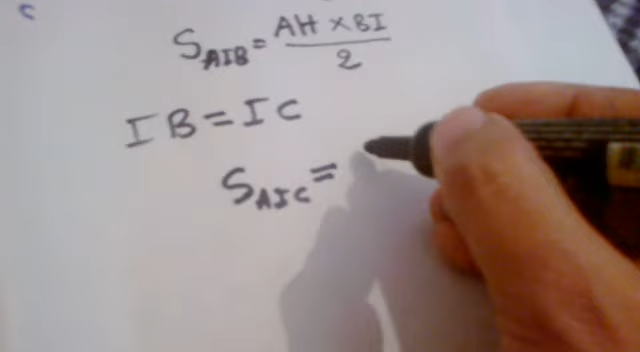 c
S_AIB = AH × BI / 2
IB = IC
S_AIC =